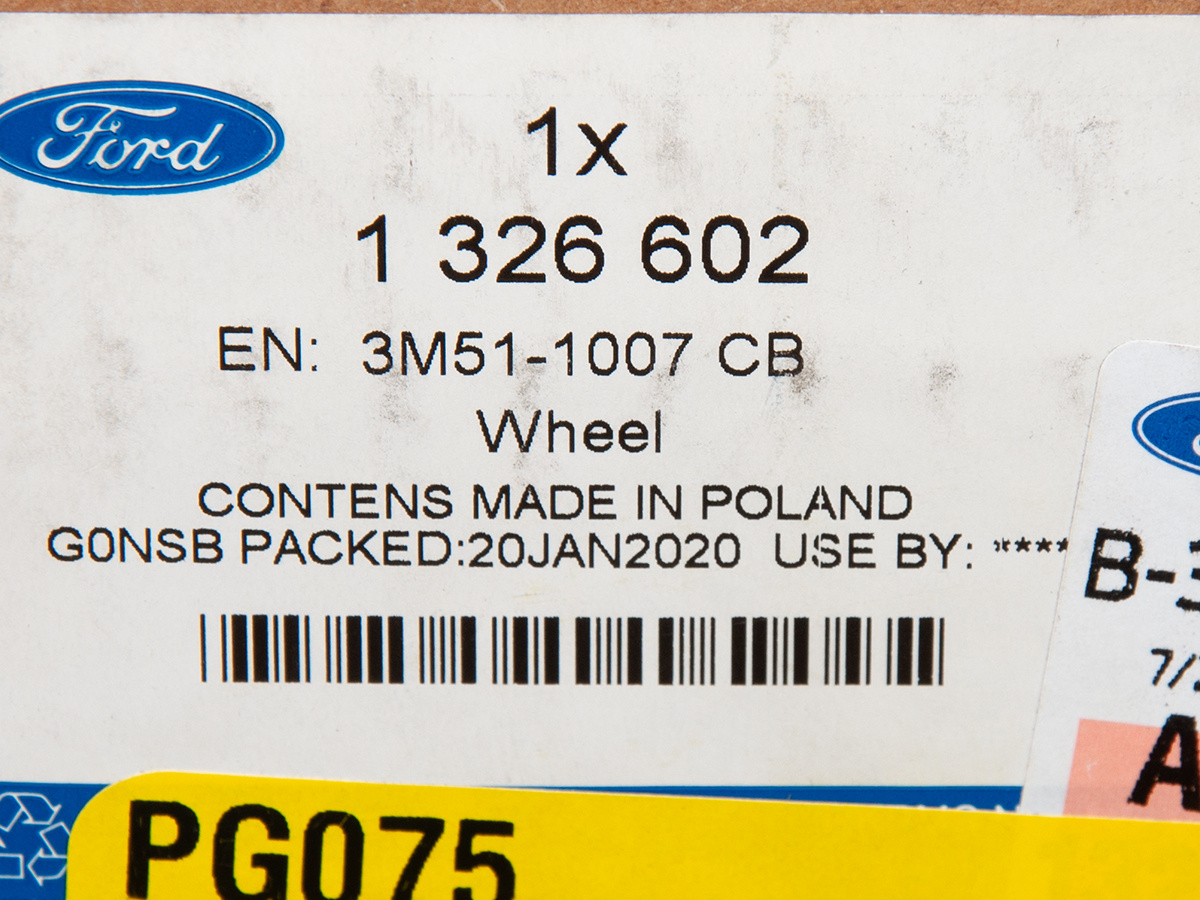 Ford
1x
1 326 602
EN: 3M51-1007 CB
Wheel
CONTENS MADE IN POLAND
G0NSB PACKED:20JAN2020 USE BY: ****
B-
7/
A
PG075